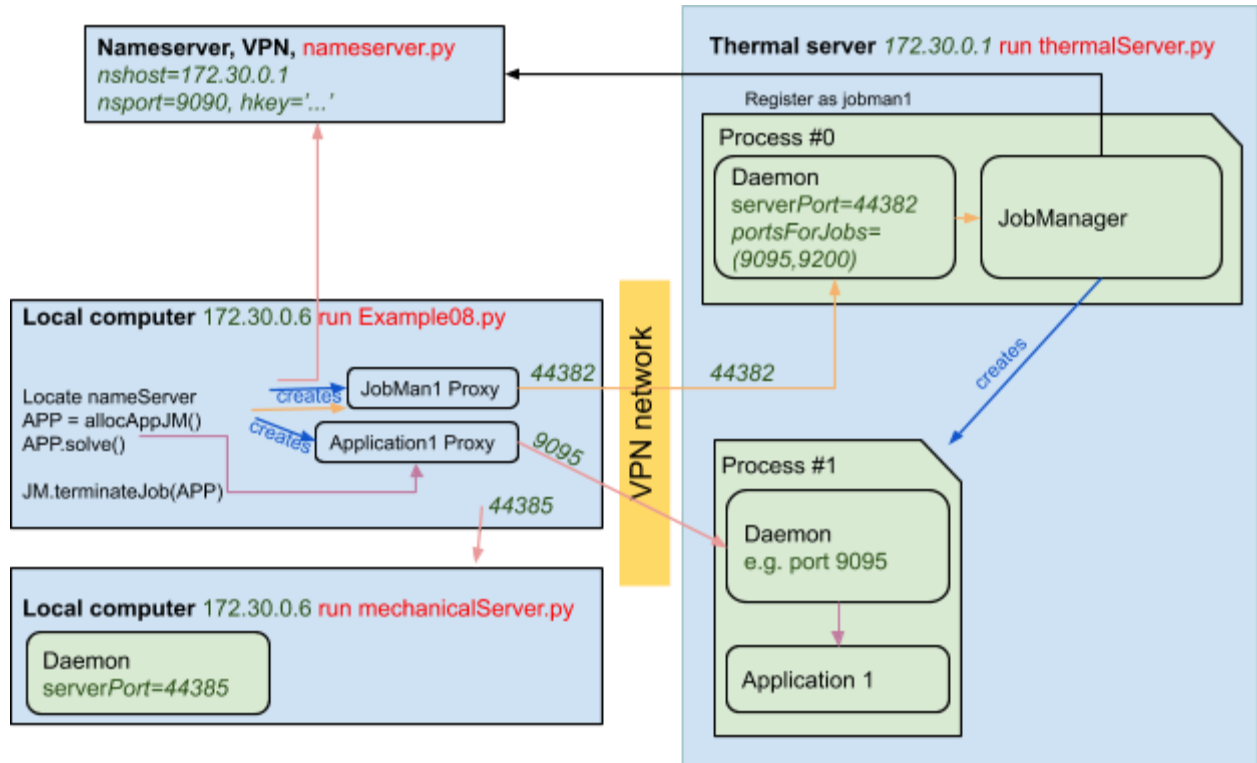 Nameserver, VPN, nameserver.py
nshost=172.30.0.1
nsport=9090, hkey='...'
Thermal server 172.30.0.1 run thermalServer.py
Register as jobman1
Process #0
Daemon
serverPort=44382
portsForJobs=
(9095,9200)
JobManager
creates
Local computer 172.30.0.6 run Example08.py
Locate nameServer
APP = allocAppJM()
APP.solve()
JM.terminateJob(APP)
creates
JobMan1 Proxy
creates
Application1 Proxy
44382
44382
9095
44385
VPN network
Process #1
Daemon
e.g. port 9095
Application 1
Local computer 172.30.0.6 run mechanicalServer.py
Daemon
serverPort=44385